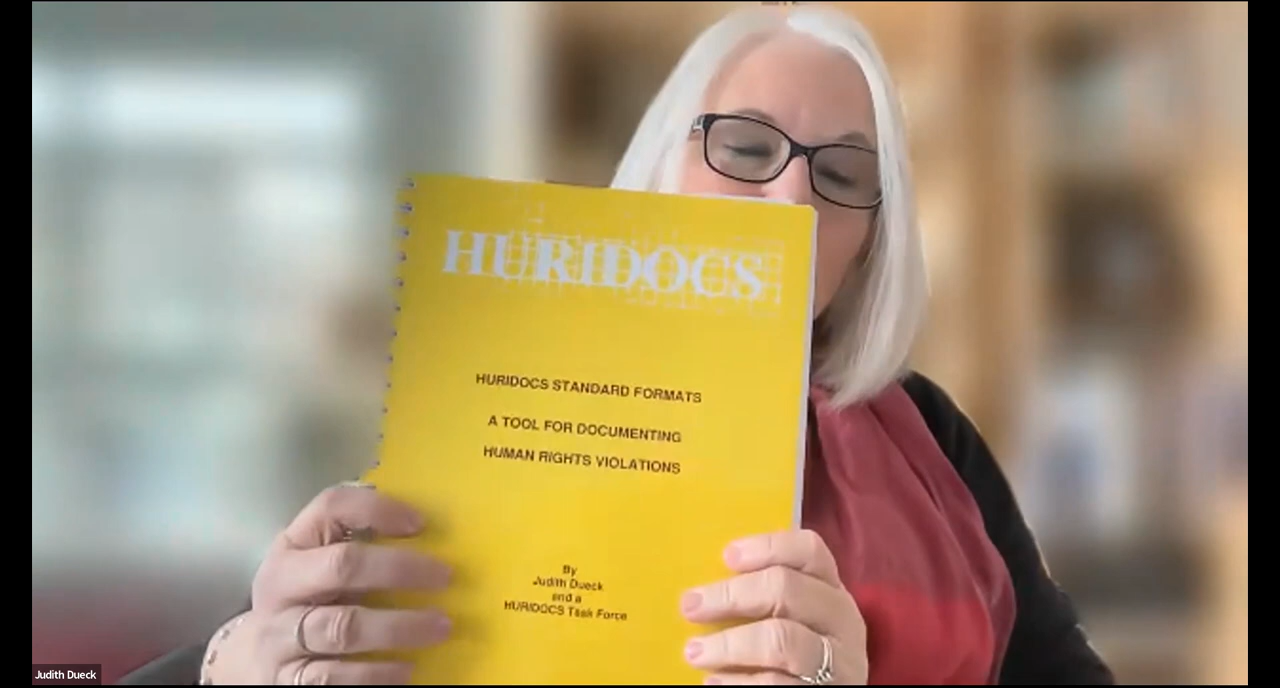 HURIDOCS
HURIDOCS STANDARD FORMATS
A TOOL FOR DOCUMENTING
HUMAN RIGHTS VIOLATIONS
By
Judith Dueck
and a
HURIDOCS Task Force
Judith Dueck